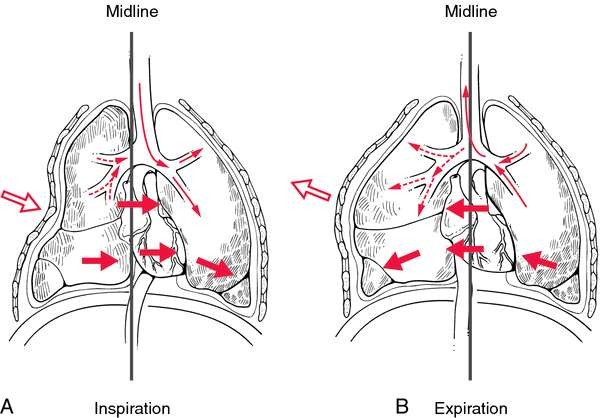 Midline
Midline
A
Inspiration
B
Expiration